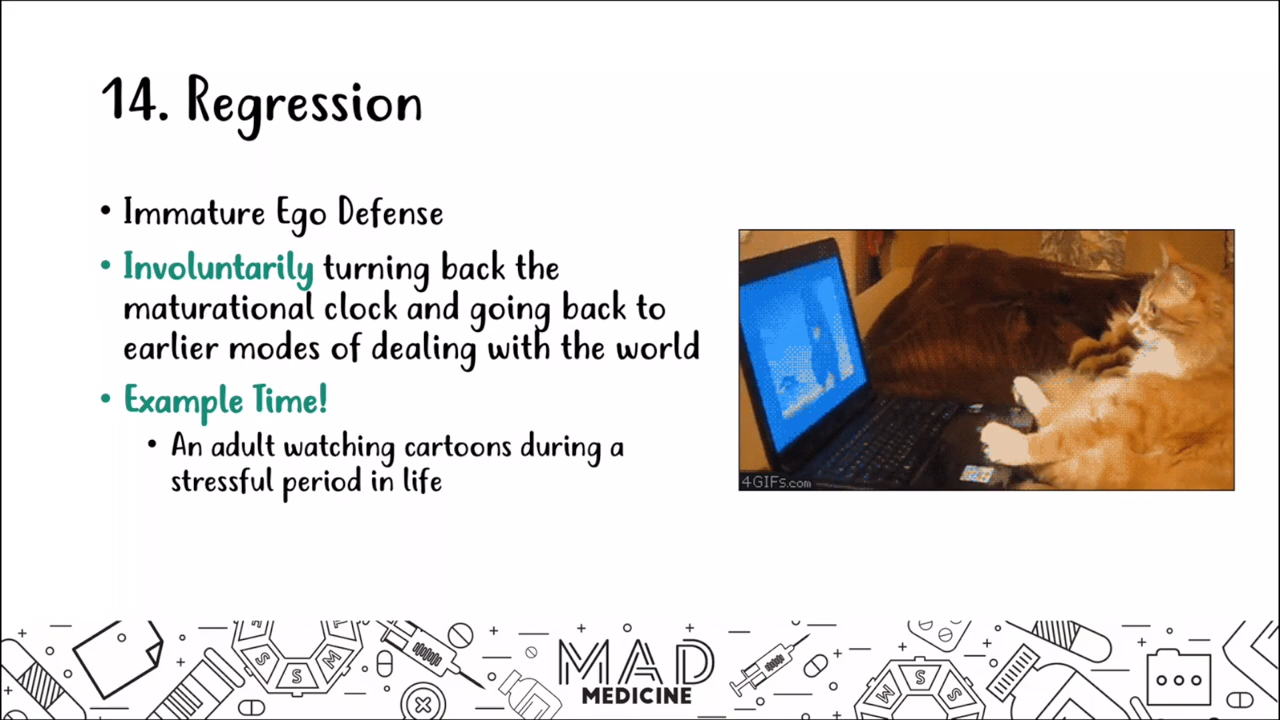 14. Regression
• Immature Ego Defense
• Involuntarily turning back the
maturational clock and going back to
earlier modes of dealing with the world
• Example Time!
• An adult watching cartoons during a
stressful period in life
4GIFs.com
S S M
MAD
MEDICINE
M S S